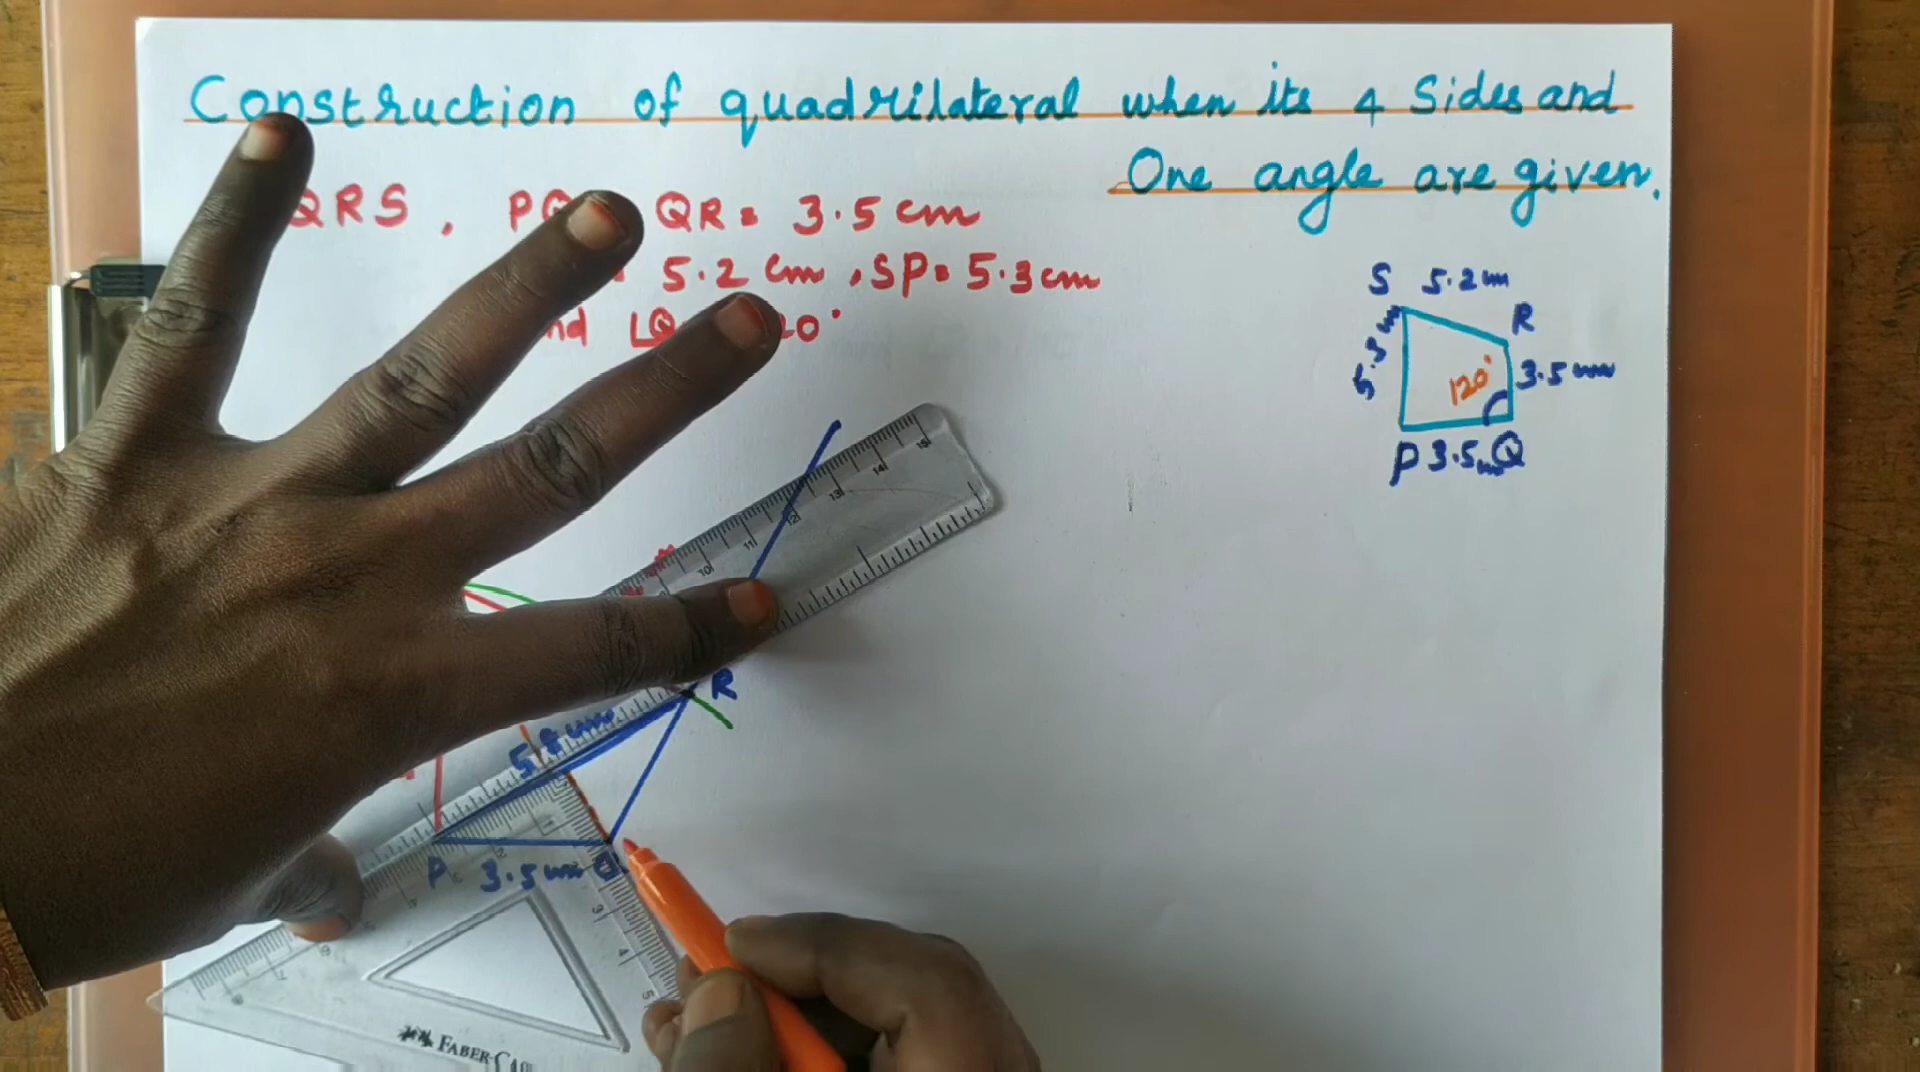 Construction of quadrilateral when its 4 Sides and
One angle are given.
QRS , PQ QR = 3.5 cm
5.2 cm , SP = 5.3 cm
20°
S 5.2 cm
R
5.3 cm
120°
3.5 cm
P 3.5 cm Q
R
P 3.5 cm Q
FABER-CA